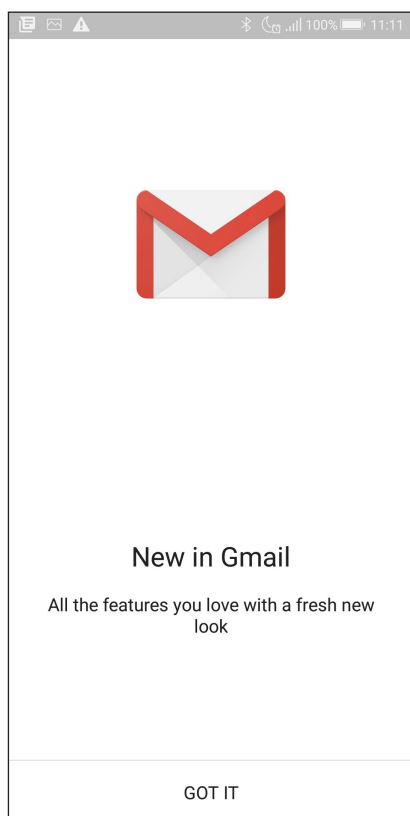 100% 11:11
New in Gmail
All the features you love with a fresh new
look
GOT IT